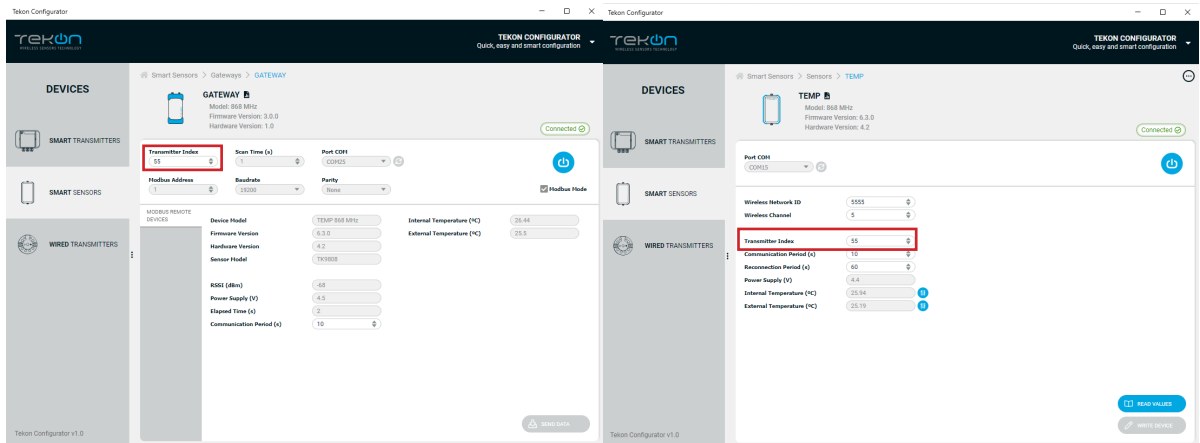 Tekon Configurator
TEKON
WIRELESS SENSORS TECHNOLOGY
TEKON CONFIGURATOR
Quick, easy and smart configuration
DEVICES
SMART TRANSMITTERS
SMART SENSORS
WIRED TRANSMITTERS
Tekon Configurator v1.0
Smart Sensors > Gateways > GATEWAY
GATEWAY
Model: 868 MHz
Firmware Version: 3.0.0
Hardware Version: 1.0
Connected
Transmitter Index Scan Time (s) Port COM
55 1 COM25
Modbus Address Baudrate Parity
1 19200 None Modbus Mode
MODBUS REMOTE
DEVICES
Device Model TEMP 868 MHz Internal Temperature (ºC) 26.44
Firmware Version 6.3.0 External Temperature (ºC) 25.5
Hardware Version 4.2
Sensor Model TK9808
RSSI (dBm) -68
Power Supply (V) 4.5
Elapsed Time (s) 2
Communication Period (s) 10
SEND DATA
Tekon Configurator
TEKON
WIRELESS SENSORS TECHNOLOGY
TEKON CONFIGURATOR
Quick, easy and smart configuration
DEVICES
SMART TRANSMITTERS
SMART SENSORS
WIRED TRANSMITTERS
Tekon Configurator v1.0
Smart Sensors > Sensors > TEMP
TEMP
Model: 868 MHz
Firmware Version: 6.3.0
Hardware Version: 4.2
Connected
Port COM
COM15
Wireless Network ID 5555
Wireless Channel 5
Transmitter Index 55
Communication Period (s) 10
Reconnection Period (s) 60
Power Supply (V) 4.4
Internal Temperature (ºC) 25.94
External Temperature (ºC) 25.19
READ VALUES
WRITE DEVICE